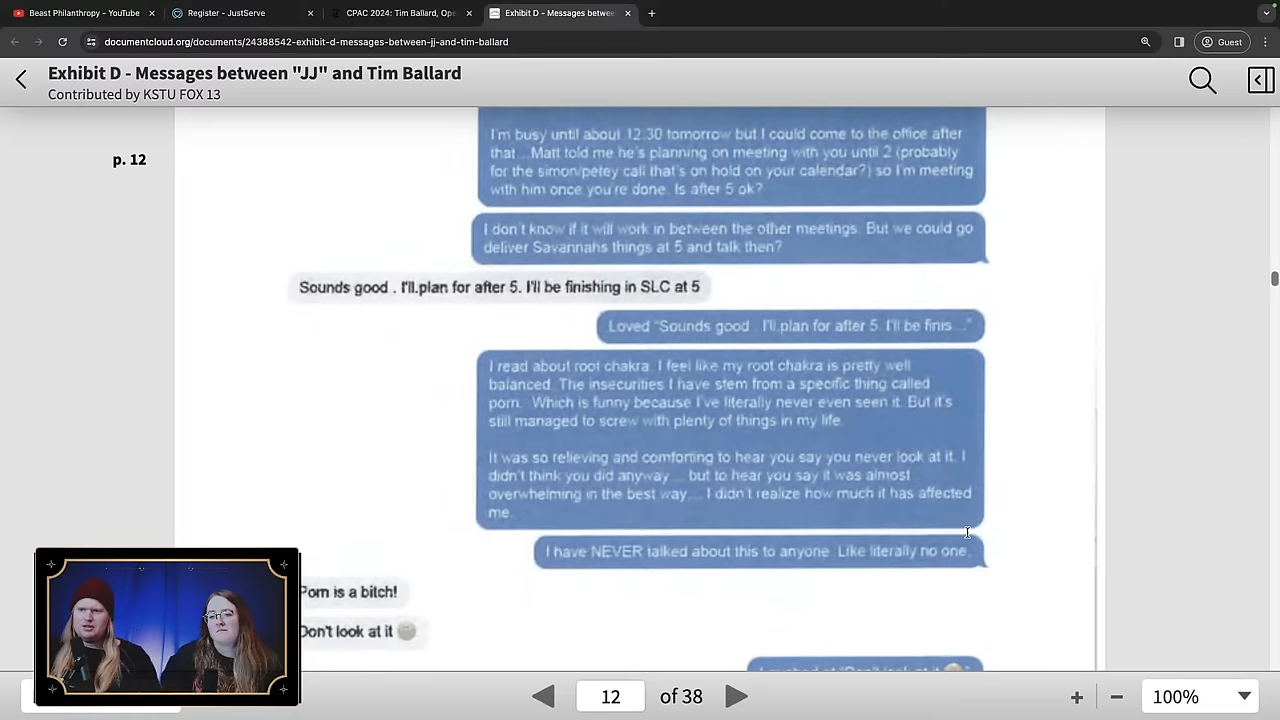 Beast Philanthropy - YouTube
Register - JustServe
CPAC 2024: Tim Ballard, Ope
Exhibit D - Messages betwee
documentcloud.org/documents/24388542-exhibit-d-messages-between-jj-and-tim-ballard
Guest
Exhibit D - Messages between "JJ" and Tim Ballard
Contributed by KSTU FOX 13
p. 12
I'm busy until about 12:30 tomorrow but I could come to the office after
that... Matt told me he's planning on meeting with you until 2 (probably
for the simon/petey call that's on hold on your calendar?) so I'm meeting
with him once you're done. Is after 5 ok?
I don't know if it will work in between the other meetings. But we could go
deliver Savannahs things at 5 and talk then?
Sounds good . I'll.plan for after 5. I'll be finishing in SLC at 5
Loved “Sounds good . I'll.plan for after 5. I'll be finis...”
I read about root chakra. I feel like my root chakra is pretty well
balanced. The insecurities I have stem from a specific thing called
porn. Which is funny because I've literally never even seen it. But it's
still managed to screw with plenty of things in my life.
It was so relieving and comforting to hear you say you never look at it. I
didn't think you did anyway... but to hear you say it was almost
overwhelming in the best way... I didn't realize how much it has affected
me.
I have NEVER talked about this to anyone. Like literally no one.
Porn is a bitch!
Don't look at it
12 of 38
100%